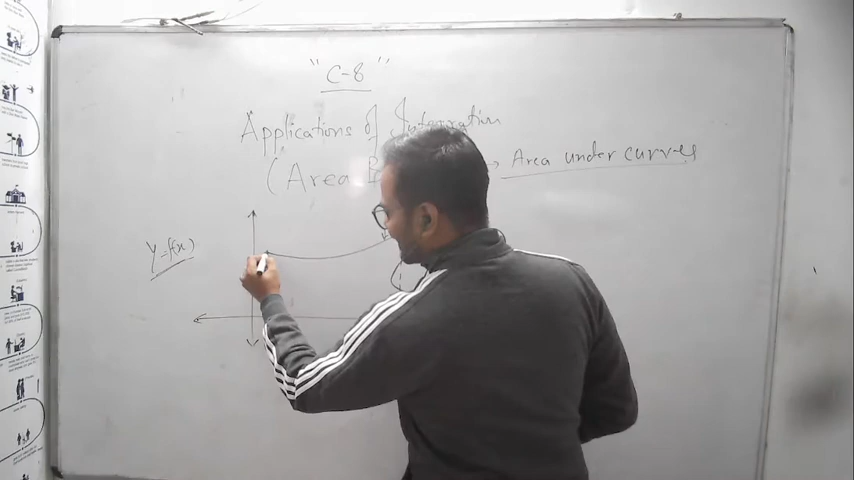 "C-8"
Applications of Integration
(Area → Area under curves
y=f(x)